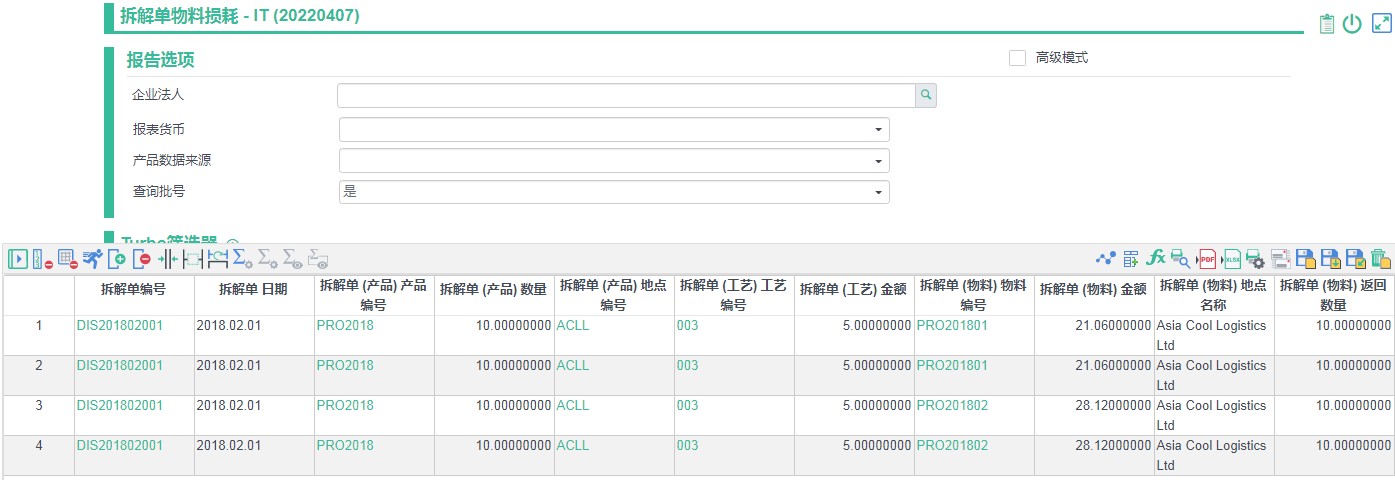 拆解单物料损耗 - IT (20220407)
报告选项
高级模式
企业法人
报表货币
产品数据来源
查询批号
是
Turbo筛选器
fx PDF XLSX
拆解单编号 拆解单 日期 拆解单 (产品) 产品编号 拆解单 (产品) 数量 拆解单 (产品) 地点编号 拆解单 (工艺) 工艺编号 拆解单 (工艺) 金额 拆解单 (物料) 物料编号 拆解单 (物料) 金额 拆解单 (物料) 地点名称 拆解单 (物料) 返回数量
1 DIS201802001 2018.02.01 PRO2018 10.00000000 ACLL 003 5.00000000 PRO201801 21.06000000 Asia Cool Logistics Ltd 10.00000000
2 DIS201802001 2018.02.01 PRO2018 10.00000000 ACLL 003 5.00000000 PRO201801 21.06000000 Asia Cool Logistics Ltd 10.00000000
3 DIS201802001 2018.02.01 PRO2018 10.00000000 ACLL 003 5.00000000 PRO201802 28.12000000 Asia Cool Logistics Ltd 10.00000000
4 DIS201802001 2018.02.01 PRO2018 10.00000000 ACLL 003 5.00000000 PRO201802 28.12000000 Asia Cool Logistics Ltd 10.00000000